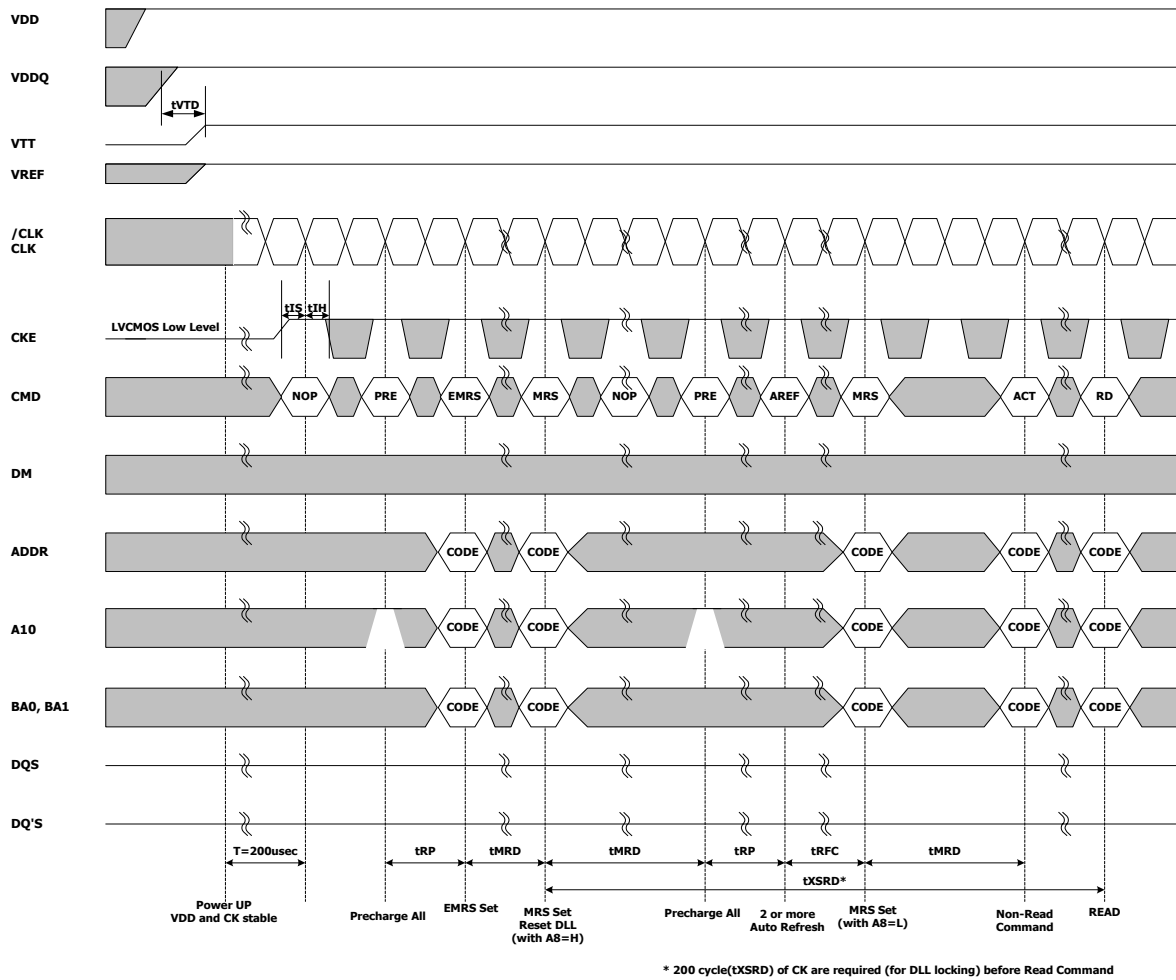 VDD
VDDQ
tVTD
VTT
VREF
/CLK
CLK
tIS tIH
CKE
LVCMOS Low Level
CMD
NOP PRE EMRS MRS NOP PRE AREF MRS ACT RD
DM
ADDR
CODE CODE CODE CODE CODE
A10
CODE CODE CODE CODE CODE
BA0, BA1
CODE CODE CODE CODE CODE
DQS
DQ'S
T=200usec tRP tMRD tMRD tRP tRFC tMRD
tXSRD*
Power UP
VDD and CK stable
Precharge All
EMRS Set
MRS Set
Reset DLL
(with A8=H)
Precharge All
2 or more
Auto Refresh
MRS Set
(with A8=L)
Non-Read
Command
READ
* 200 cycle(tXSRD) of CK are required (for DLL locking) before Read Command